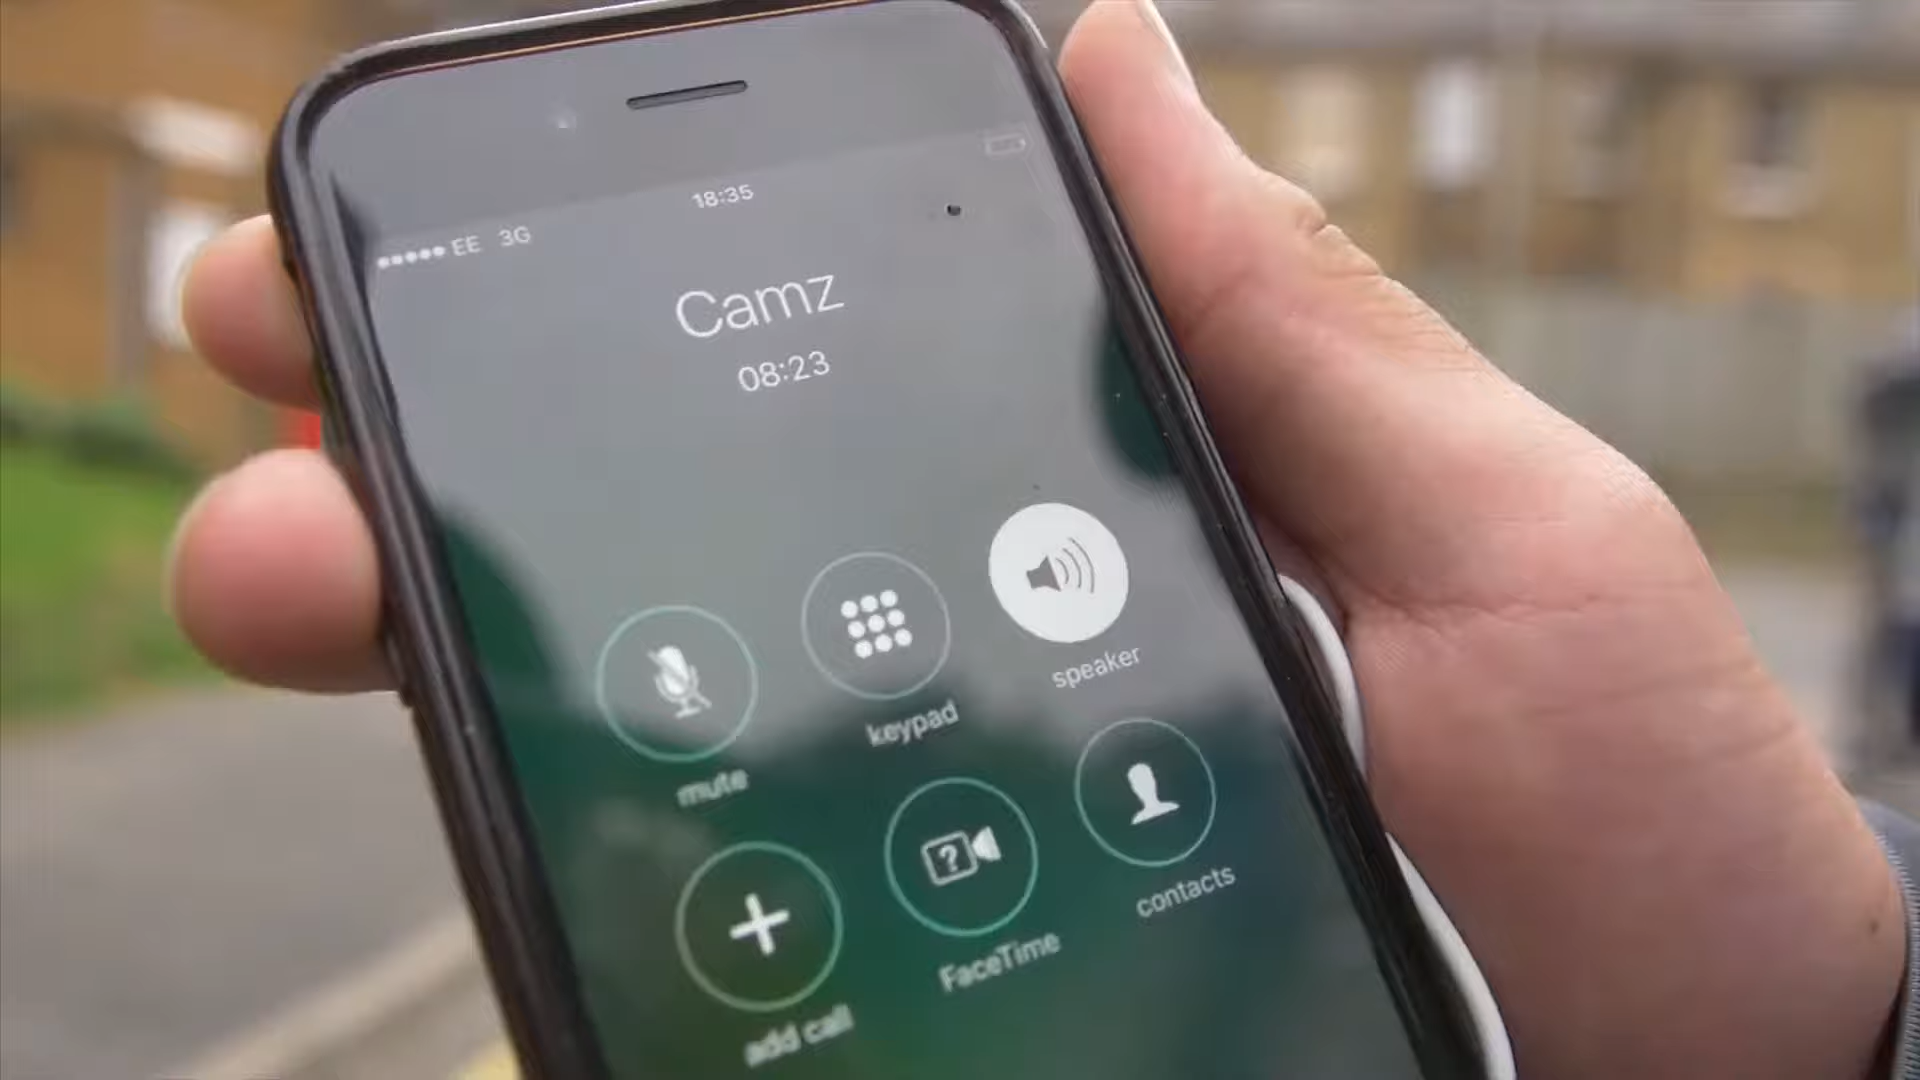 18:35
●●●●● EE 3G
Camz
08:23
mute keypad speaker
add call FaceTime contacts